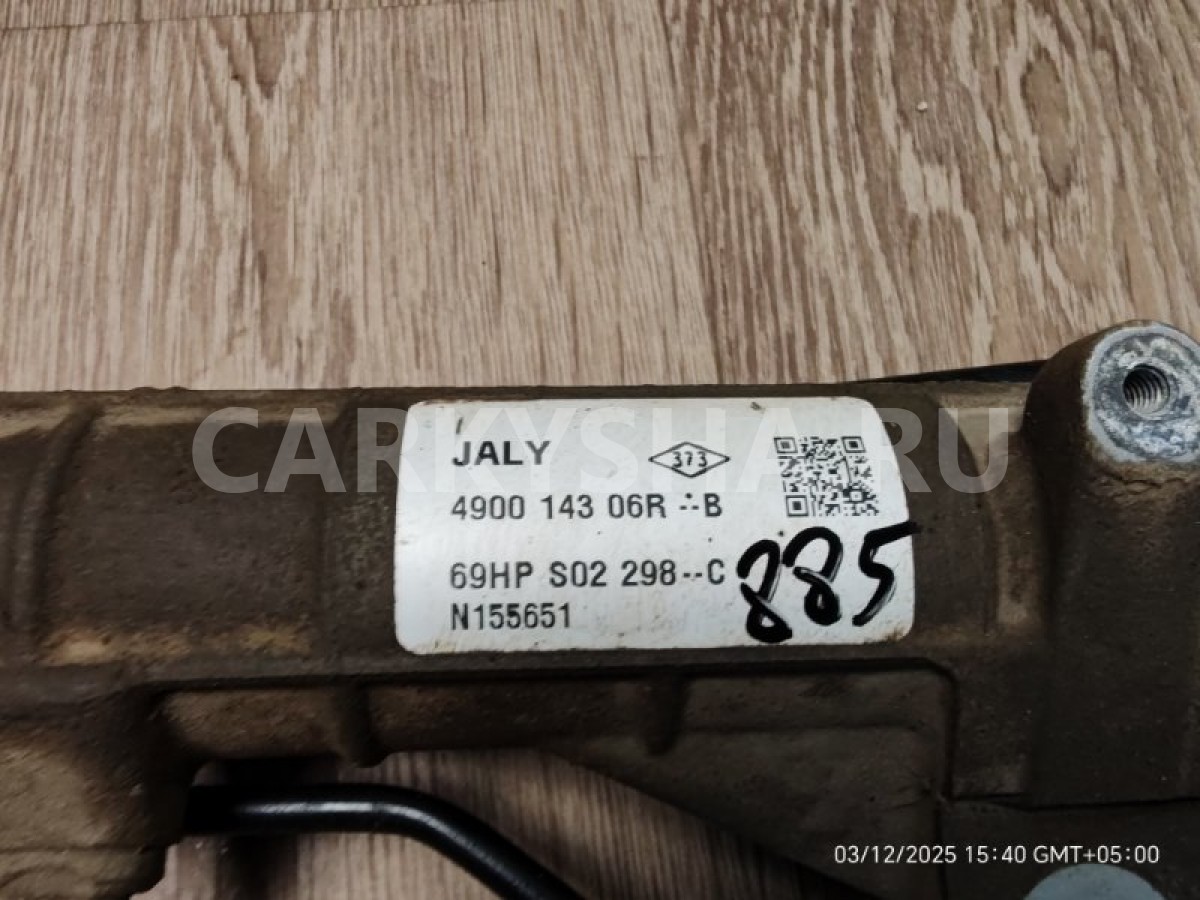 CARKYSHA.RU
JALY 373
4900 143 06R ∴B
69HP S02 298--C
N155651
885
03/12/2025 15:40 GMT+05:00